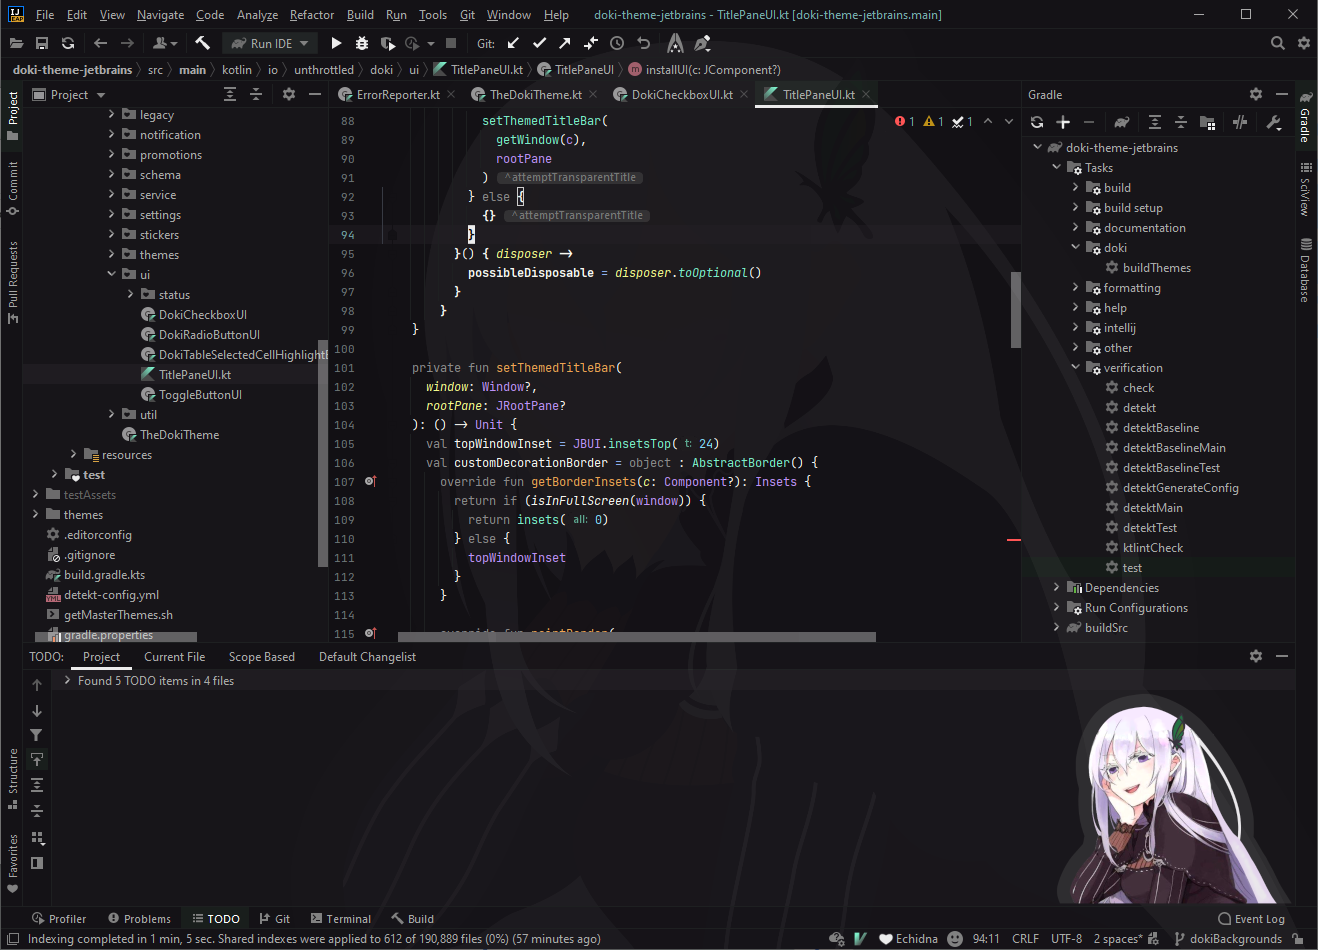 IJ EAP File Edit View Navigate Code Analyze Refactor Build Run Tools Git Window Help doki-theme-jetbrains - TitlePaneUI.kt [doki-theme-jetbrains.main]
Run IDE Git:
doki-theme-jetbrains src main kotlin io unthrottled doki ui TitlePaneUI.kt TitlePaneUI m installUI(c: JComponent?)
Project
Commit
Pull Requests
Structure
Favorites
Project
legacy
notification
promotions
schema
service
settings
stickers
themes
ui
status
DokiCheckboxUI
DokiRadioButtonUI
DokiTableSelectedCellHighlightB
TitlePaneUI.kt
ToggleButtonUI
util
TheDokiTheme
resources
test
testAssets
themes
.editorconfig
.gitignore
build.gradle.kts
detekt-config.yml
getMasterThemes.sh
gradle.properties
ErrorReporter.kt TheDokiTheme.kt DokiCheckboxUI.kt TitlePaneUI.kt
1 1 1
88 setThemedTitleBar(
89 getWindow(c),
90 rootPane
91 ) ^attemptTransparentTitle
92 } else {
93 {} ^attemptTransparentTitle
94 }
95 }() { disposer →
96 possibleDisposable = disposer.toOptional()
97 }
98 }
99 }
100
101 private fun setThemedTitleBar(
102 window: Window?,
103 rootPane: JRootPane?
104 ): () → Unit {
105 val topWindowInset = JBUI.insetsTop( t: 24)
106 val customDecorationBorder = object : AbstractBorder() {
107 override fun getBorderInsets(c: Component?): Insets {
108 return if (isInFullScreen(window)) {
109 return insets( all: 0)
110 } else {
111 topWindowInset
112 }
113 }
114
115 override fun paintBorder(
Gradle
doki-theme-jetbrains
Tasks
build
build setup
documentation
doki
buildThemes
formatting
help
intellij
other
verification
check
detekt
detektBaseline
detektBaselineMain
detektBaselineTest
detektGenerateConfig
detektMain
detektTest
ktlintCheck
test
Dependencies
Run Configurations
buildSrc
Gradle
SciView
Database
TODO: Project Current File Scope Based Default Changelist
Found 5 TODO items in 4 files
Profiler Problems TODO Git Terminal Build Event Log
Indexing completed in 1 min, 5 sec. Shared indexes were applied to 612 of 190,889 files (0%) (57 minutes ago) Echidna 94:11 CRLF UTF-8 2 spaces* dokiBackgrounds